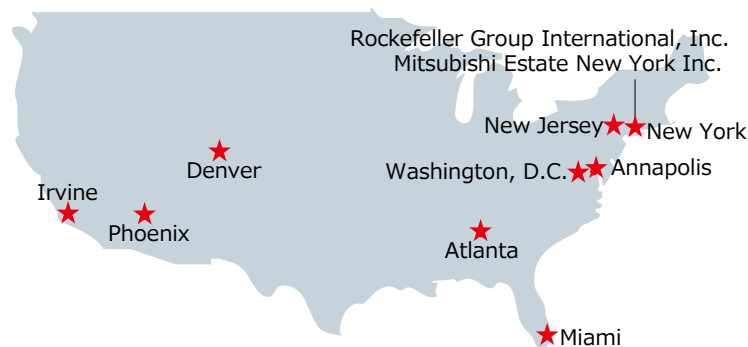 Rockefeller Group International, Inc.
Mitsubishi Estate New York Inc.
New Jersey
New York
Denver
Washington, D.C.
Annapolis
Irvine
Phoenix
Atlanta
Miami